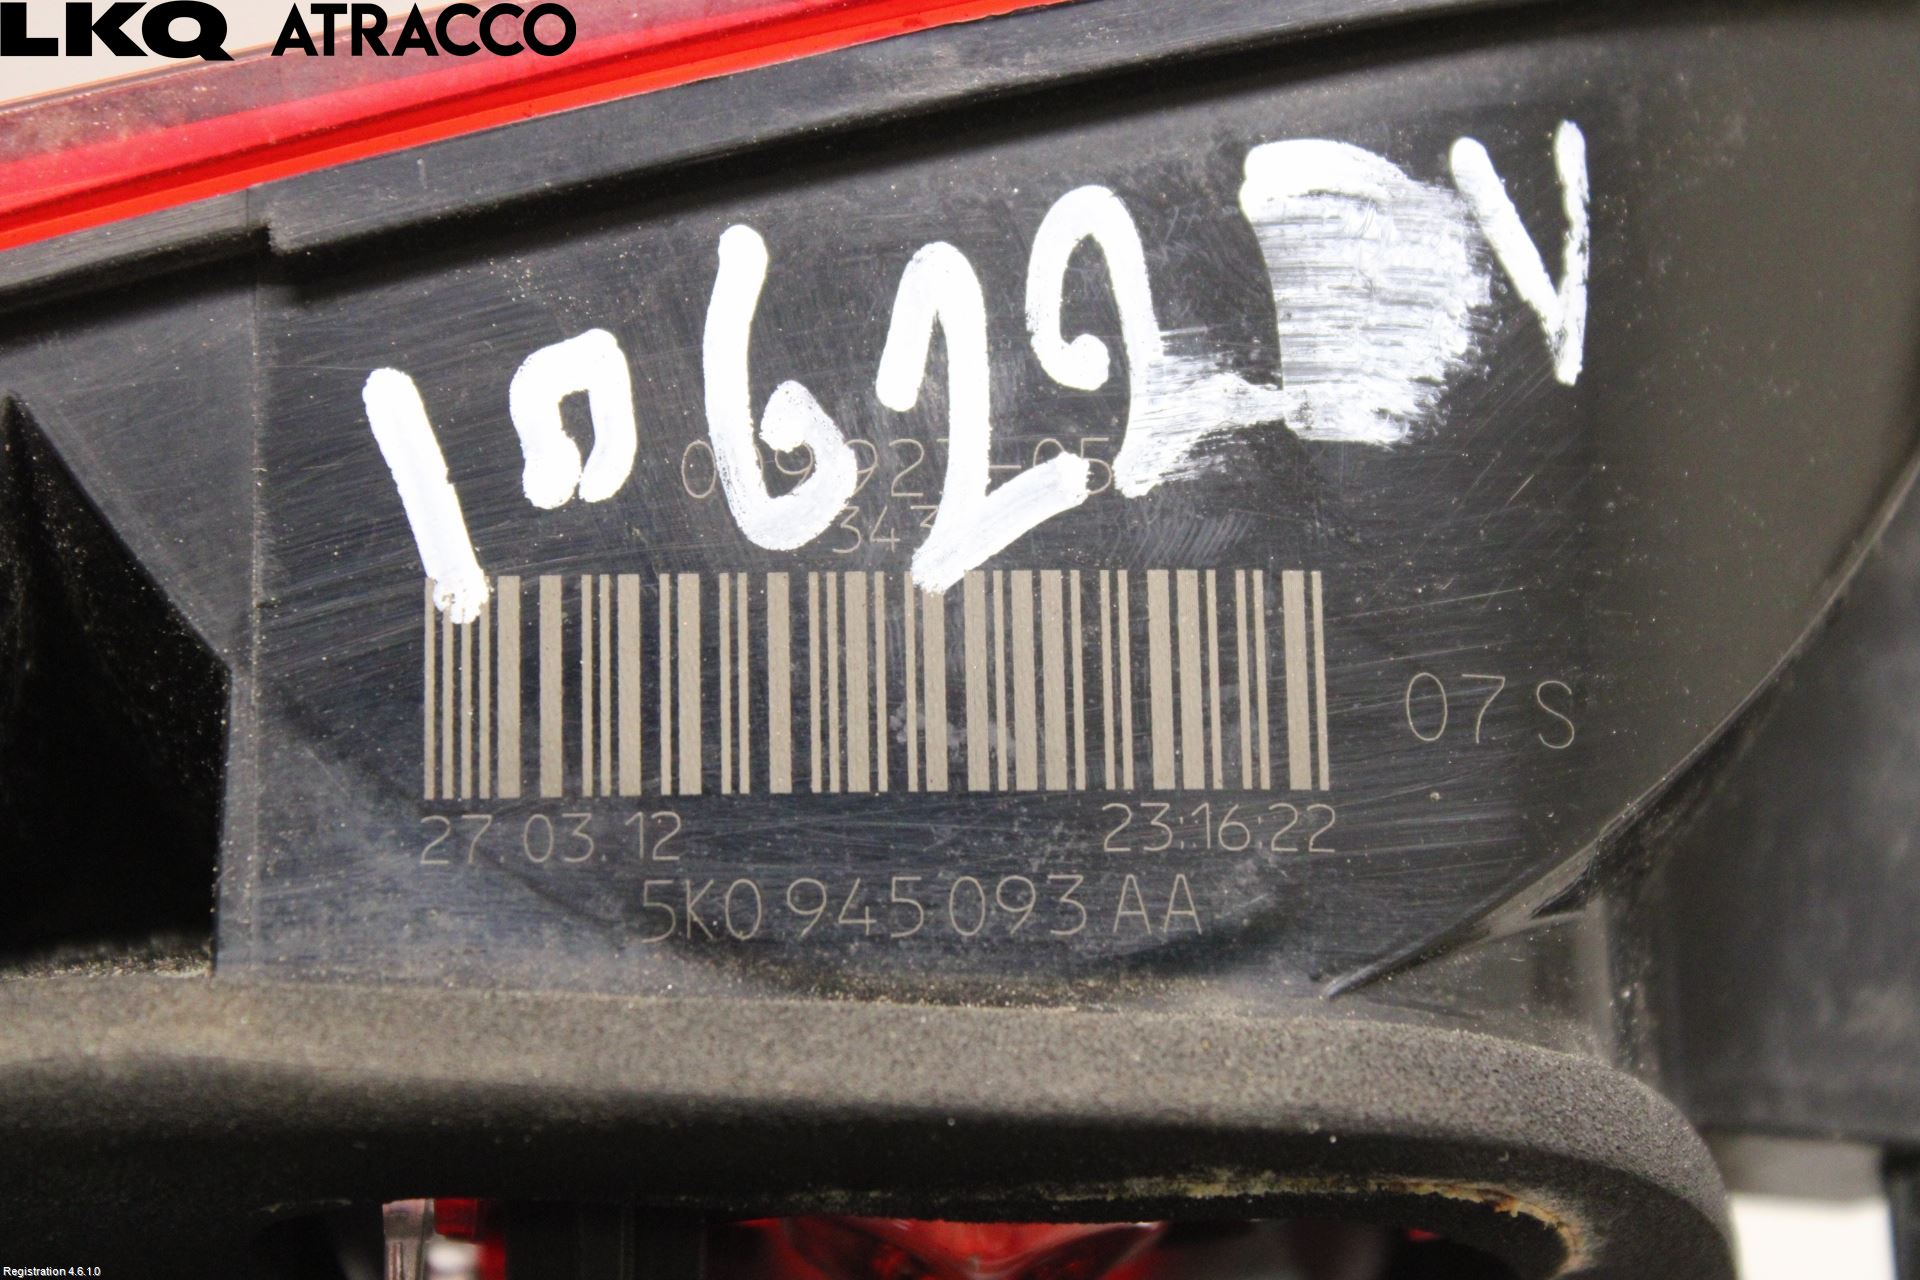 LKQ ATRACCO
10622 V
27 03 12 23:16:22
07 S
5K0 945 093 AA
Registration 4.6.1.0